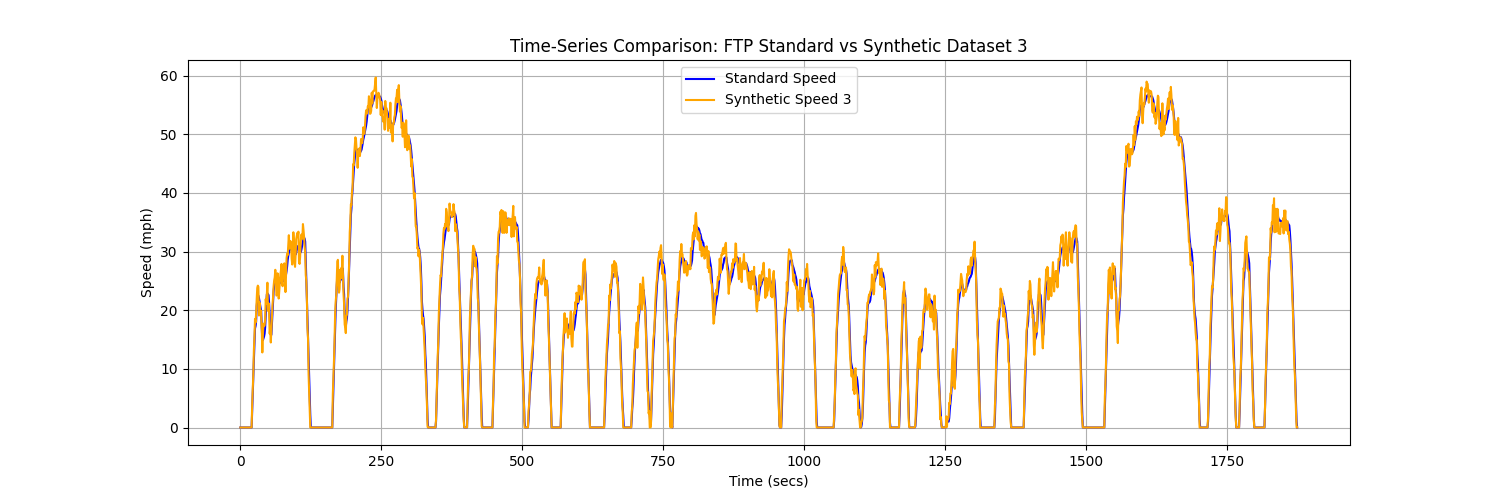 Time-Series Comparison: FTP Standard vs Synthetic Dataset 3
Standard Speed
Synthetic Speed 3
Speed (mph)
60
50
40
30
20
10
0
0 250 500 750 1000 1250 1500 1750
Time (secs)